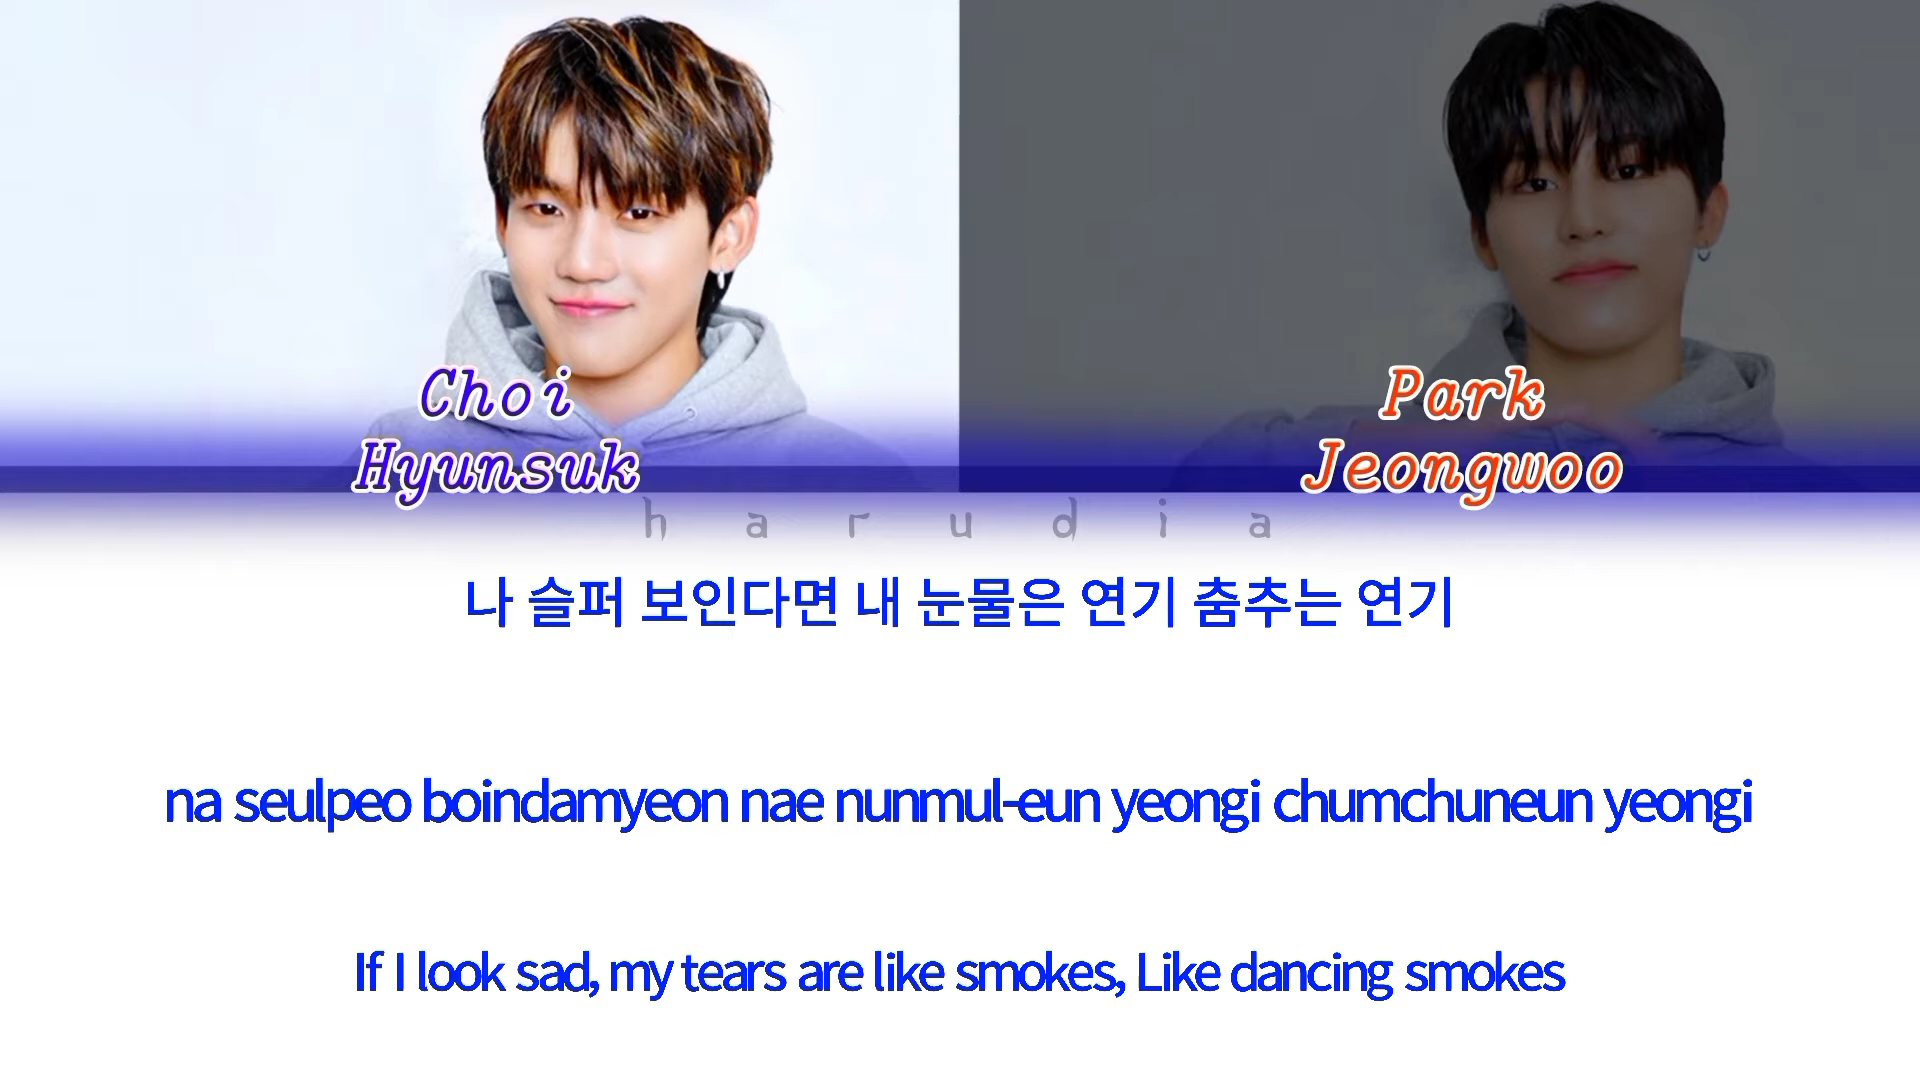 Choi
Hyunsuk
Park
Jeongwoo
harudia
나 슬퍼 보인다면 내 눈물은 연기 춤추는 연기
na seulpeo boindamyeon nae nunmul-eun yeongi chumchuneun yeongi
If I look sad, my tears are like smokes, Like dancing smokes